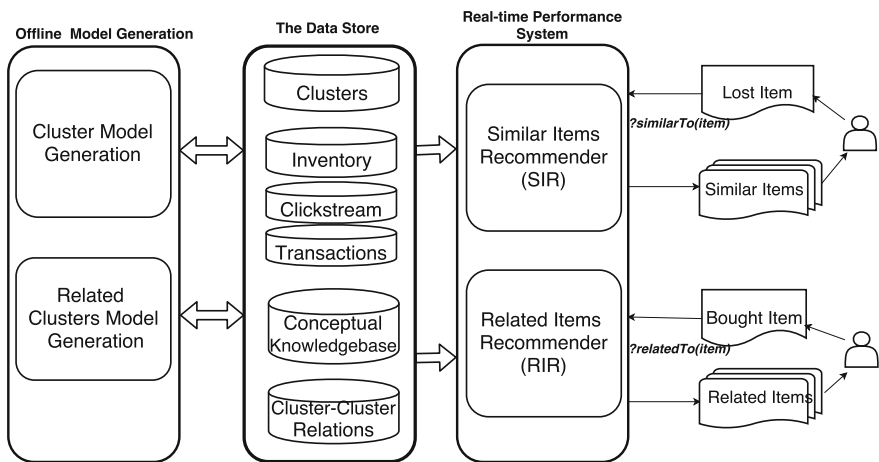 Offline Model Generation
Cluster Model
Generation
Related
Clusters Model
Generation
The Data Store
Clusters
Inventory
Clickstream
Transactions
Conceptual
Knowledgebase
Cluster-Cluster
Relations
Real-time Performance
System
Similar Items
Recommender
(SIR)
Related Items
Recommender
(RIR)
Lost Item
?similarTo(item)
Similar Items
Bought Item
?relatedTo(item)
Related Items